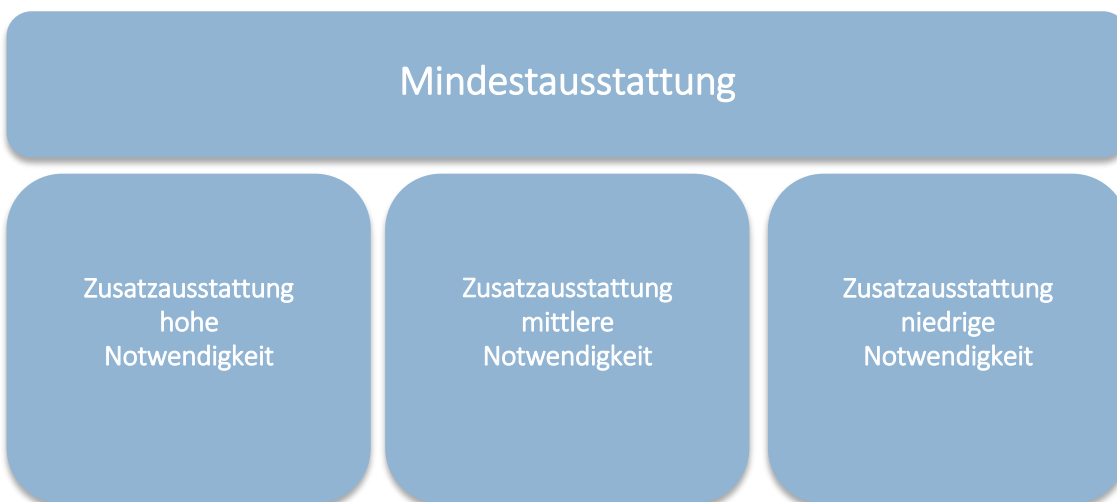 Mindestausstattung
Zusatzausstattung
hohe
Notwendigkeit
Zusatzausstattung
mittlere
Notwendigkeit
Zusatzausstattung
niedrige
Notwendigkeit